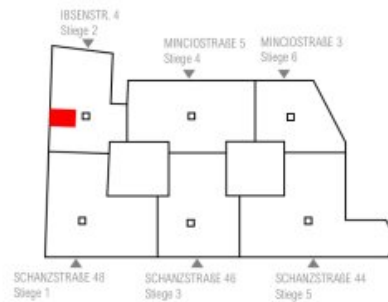 IBSENSTR. 4
Stiege 2
MINCIOSTRAßE 5
Stiege 4
MINCIOSTRAßE 3
Stiege 6
SCHANZSTRAßE 48
Stiege 1
SCHANZSTRAßE 46
Stiege 3
SCHANZSTRAßE 44
Stiege 5